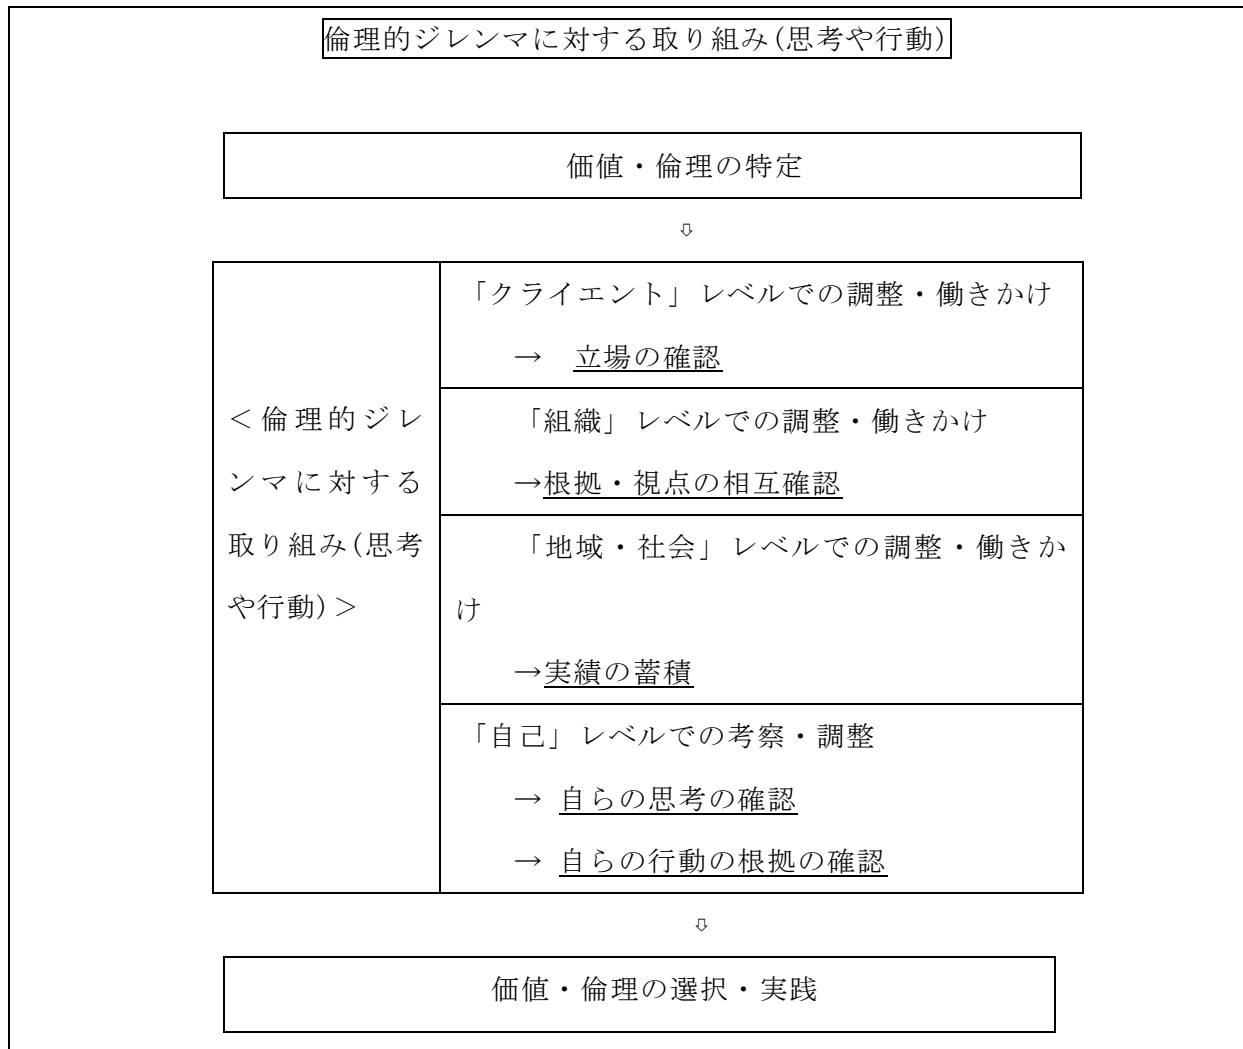 倫理的ジレンマに対する取り組み(思考や行動)
価値・倫理の特定
⇩
＜倫理的ジレ
ンマに対する
取り組み(思考
や行動)＞
「クライエント」レベルでの調整・働きかけ
→　立場の確認
「組織」レベルでの調整・働きかけ
→根拠・視点の相互確認
「地域・社会」レベルでの調整・働きか
け
→実績の蓄積
「自己」レベルでの考察・調整
→ 自らの思考の確認
→ 自らの行動の根拠の確認
⇩
価値・倫理の選択・実践